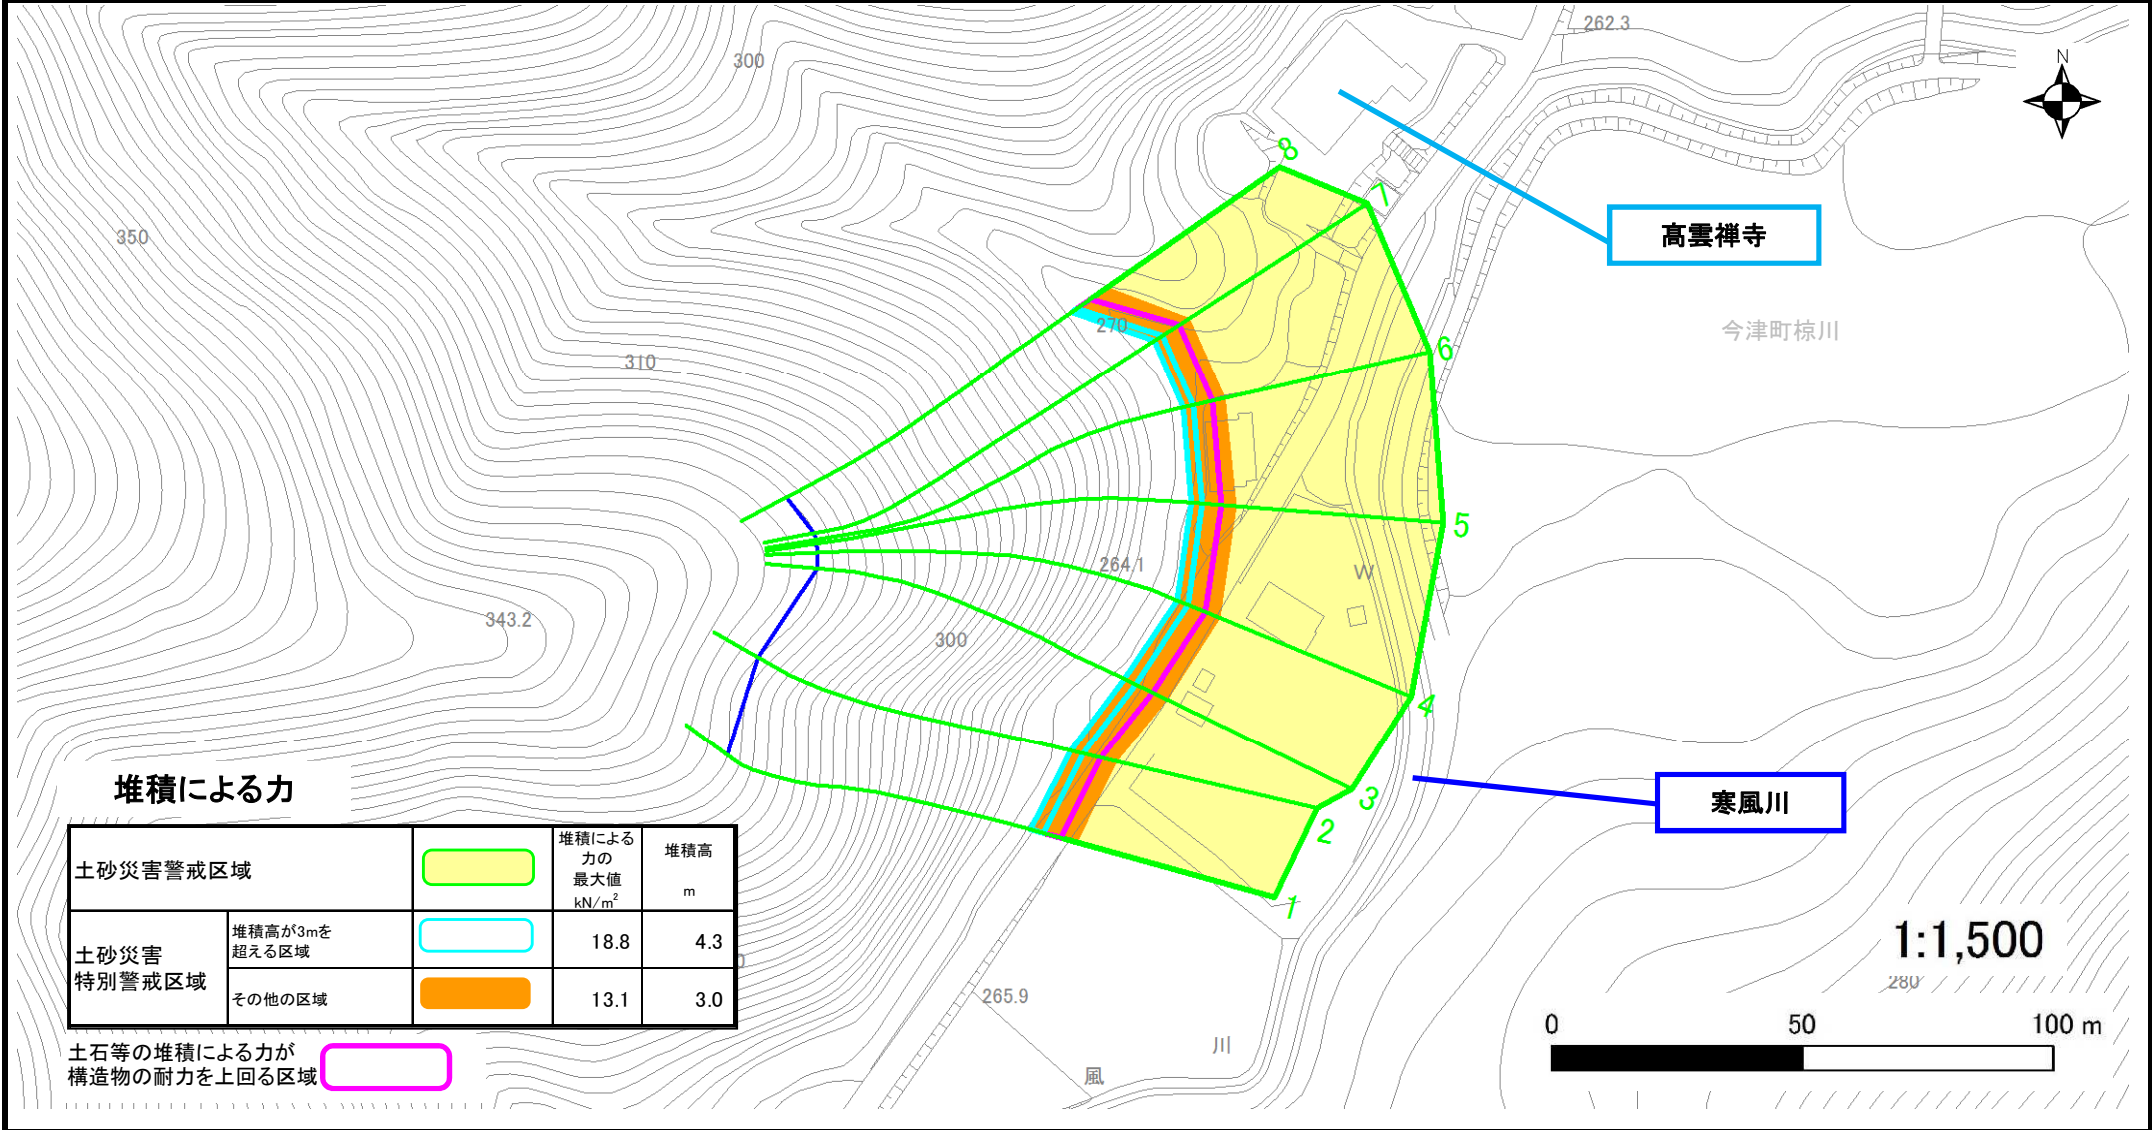 262.3
300
N
8
7
350
髙雲禅寺
270
今津町椋川
6
310
5
264.1
W
343.2
300
4
3
寒風川
2
1
堆積による力
土砂災害警戒区域
堆積による
力の
最大値
kN/m²
堆積高
m
土砂災害
特別警戒区域
堆積高が3mを
超える区域
18.8
4.3
その他の区域
13.1
3.0
土石等の堆積による力が
構造物の耐力を上回る区域
265.9
川
風
1:1,500
280
0
50
100 m